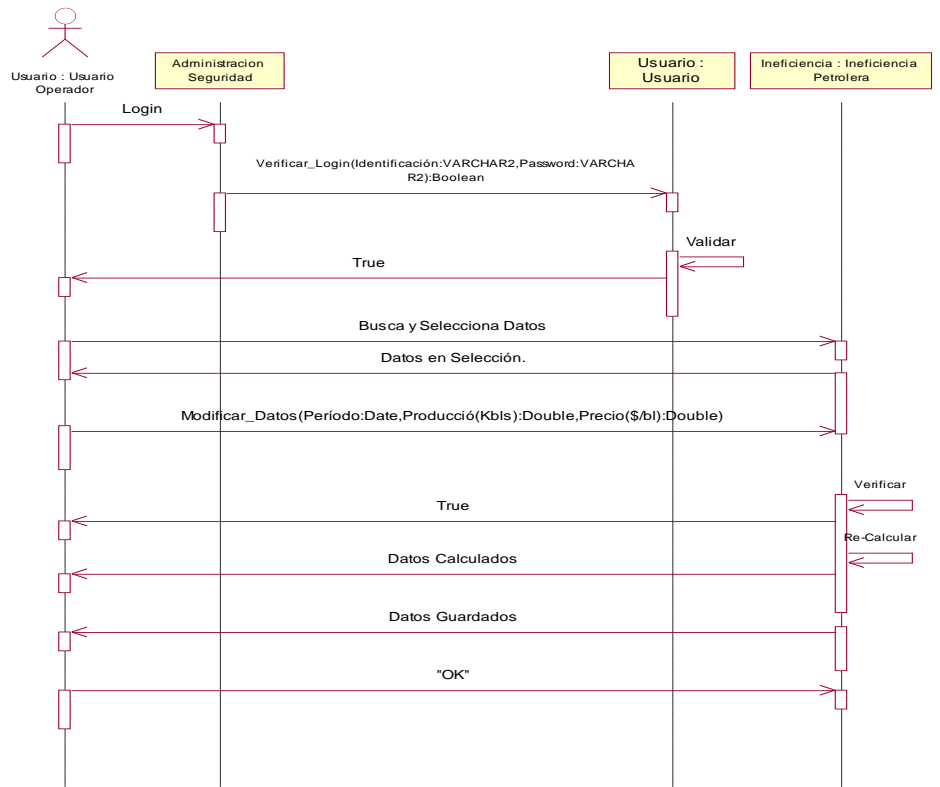 Usuario : Usuario
Operador
Administracion
Seguridad
Usuario :
Usuario
Ineficiencia : Ineficiencia
Petrolera
Login
Verificar_Login(Identificación:VARCHAR2,Password:VARCHA
R2):Boolean
Validar
True
Busca y Selecciona Datos
Datos en Selección.
Modificar_Datos(Período:Date,Producció(Kbls):Double,Precio($/bl):Double)
Verificar
True
Re-Calcular
Datos Calculados
Datos Guardados
"OK"